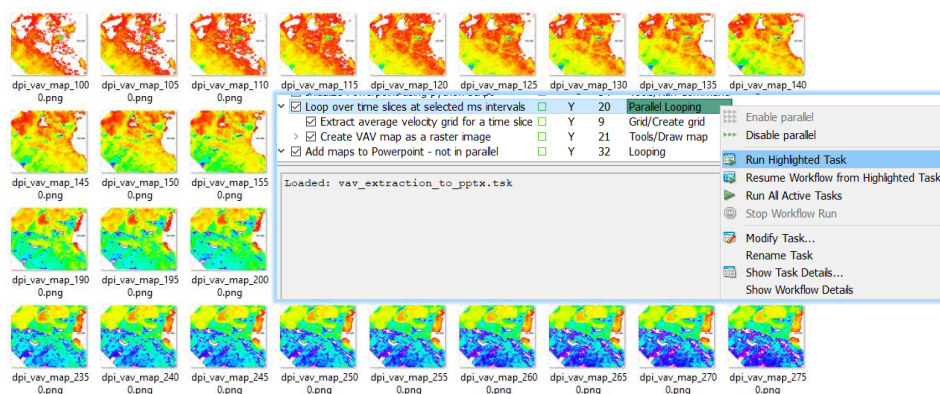 dpi_vav_map_100
0.png
dpi_vav_map_105
0.png
dpi_vav_map_110
0.png
dpi_vav_map_115
dpi_vav_map_120
dpi_vav_map_125
dpi_vav_map_130
dpi_vav_map_135
dpi_vav_map_140
Loop over time slices at selected ms intervals Y 20 Parallel Looping
Extract average velocity grid for a time slice Y 9 Grid/Create grid
Create VAV map as a raster image Y 21 Tools/Draw map
Add maps to Powerpoint - not in parallel Y 32 Looping
Loaded: vav_extraction_to_pptx.tsk
Enable parallel
Disable parallel
Run Highlighted Task
Resume Workflow from Highlighted Task
Run All Active Tasks
Stop Workflow Run
Modify Task...
Rename Task
Show Task Details...
Show Workflow Details
dpi_vav_map_145
0.png
dpi_vav_map_150
0.png
dpi_vav_map_155
0.png
dpi_vav_map_190
0.png
dpi_vav_map_195
0.png
dpi_vav_map_200
0.png
dpi_vav_map_235
0.png
dpi_vav_map_240
0.png
dpi_vav_map_245
0.png
dpi_vav_map_250
0.png
dpi_vav_map_255
0.png
dpi_vav_map_260
0.png
dpi_vav_map_265
0.png
dpi_vav_map_270
0.png
dpi_vav_map_275
0.png